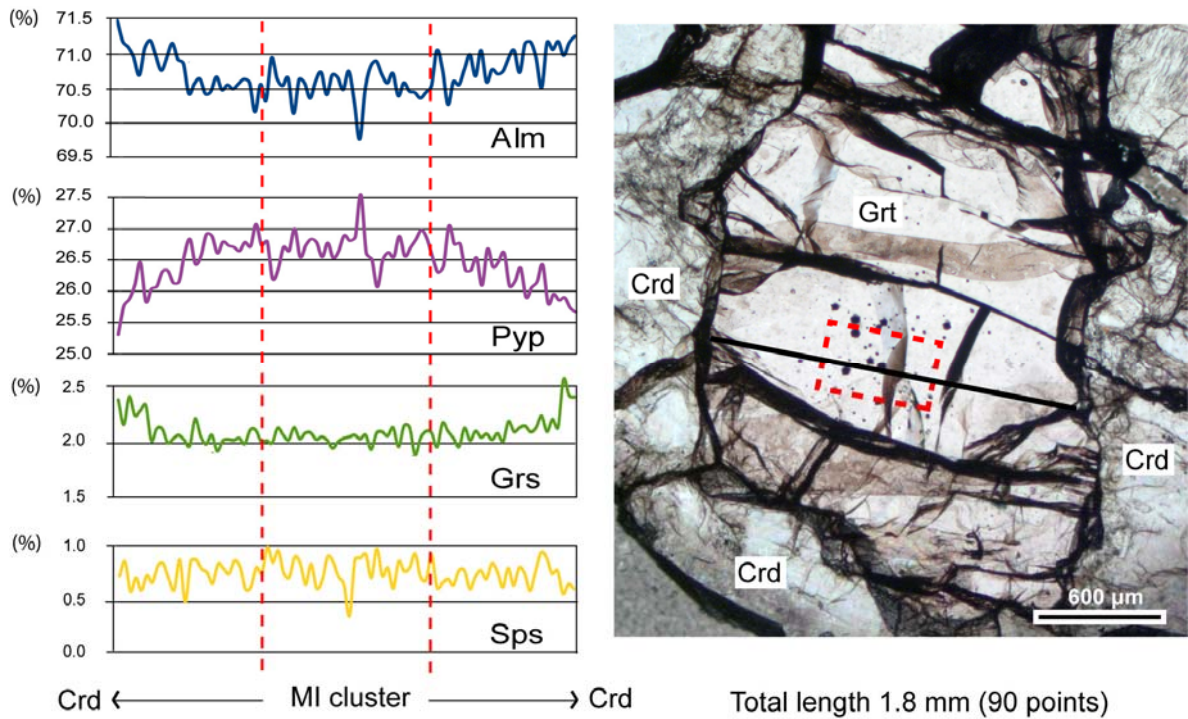 (%)
71.5
71.0
70.5
70.0
69.5
Alm
(%)
27.5
27.0
26.5
26.0
25.5
25.0
Pyp
(%)
2.5
2.0
1.5
Grs
(%)
1.0
0.5
0.0
Sps
Crd MI cluster Crd
Grt
Crd
Crd
Crd
600 µm
Total length 1.8 mm (90 points)